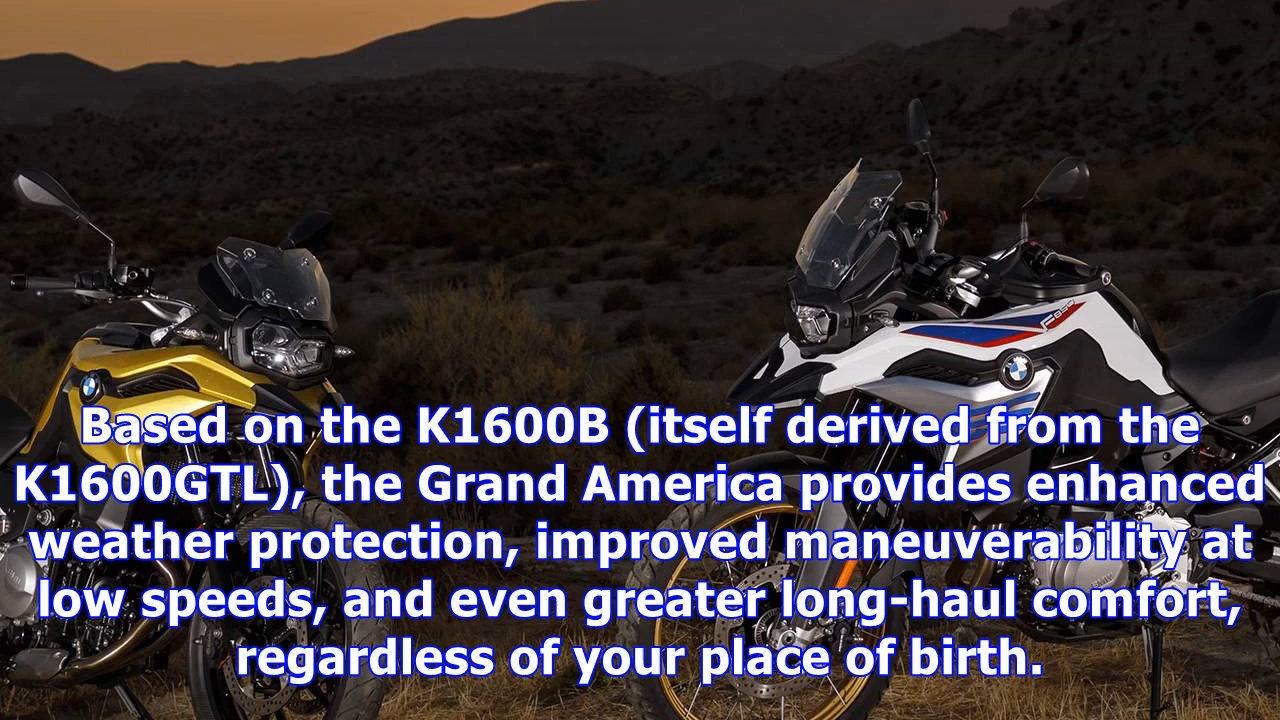 F850
Based on the K1600B (itself derived from the
K1600GTL), the Grand America provides enhanced
weather protection, improved maneuverability at
low speeds, and even greater long-haul comfort,
regardless of your place of birth.